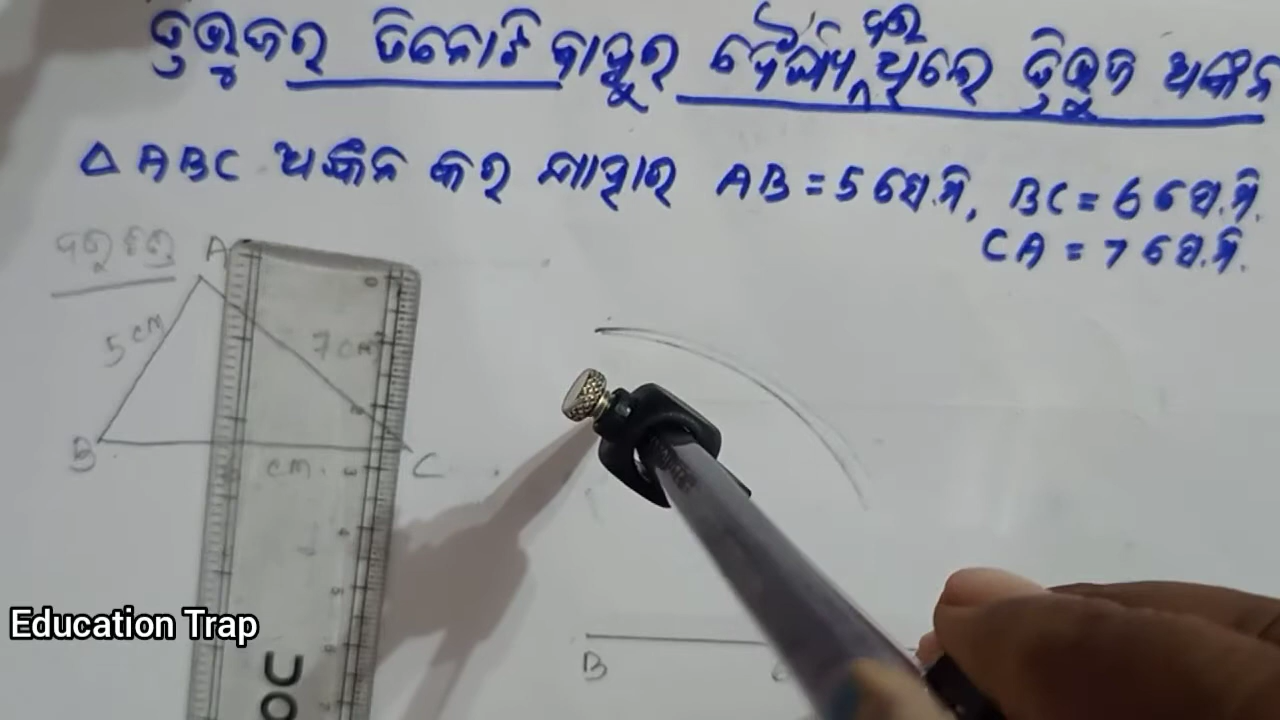 ତ୍ରିଭୁଜର ତିନୋଟି ବାହୁର ଦୈର୍ଘ୍ୟ ଦତ୍ତ ଥିଲେ ତ୍ରିଭୁଜ ଅଙ୍କନ
△ ABC ଅଙ୍କନ କର ଯାହାର AB = 5 ସେ.ମି, BC = 6 ସେ.ମି.
CA = 7 ସେ.ମି.
A
5 cm
7 cm
B
cm.
C
B
Education Trap